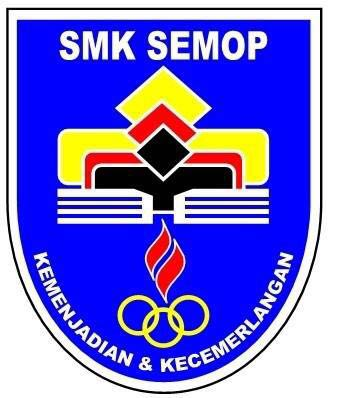 SMK SEMOP
KEMENJADIAN & KECEMERLANGAN